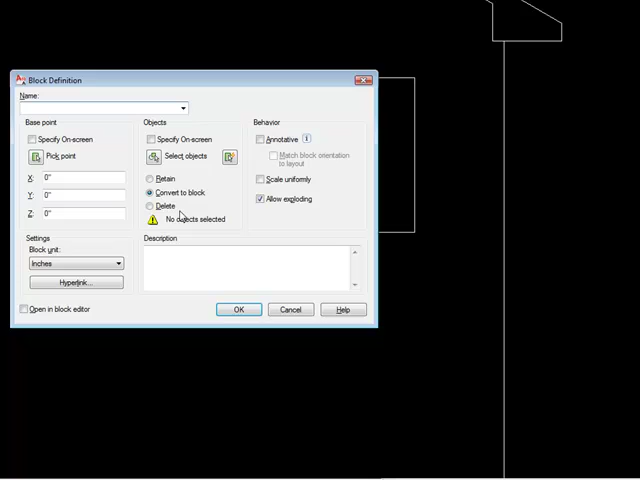 Block Definition
Name:
Base point
Specify On-screen
Pick point
X: 0"
Y: 0"
Z: 0"
Objects
Specify On-screen
Select objects
Retain
Convert to block
Delete
No objects selected
Behavior
Annotative
Match block orientation
to layout
Scale uniformly
Allow exploding
Settings
Block unit:
Inches
Hyperlink...
Description
Open in block editor
OK
Cancel
Help